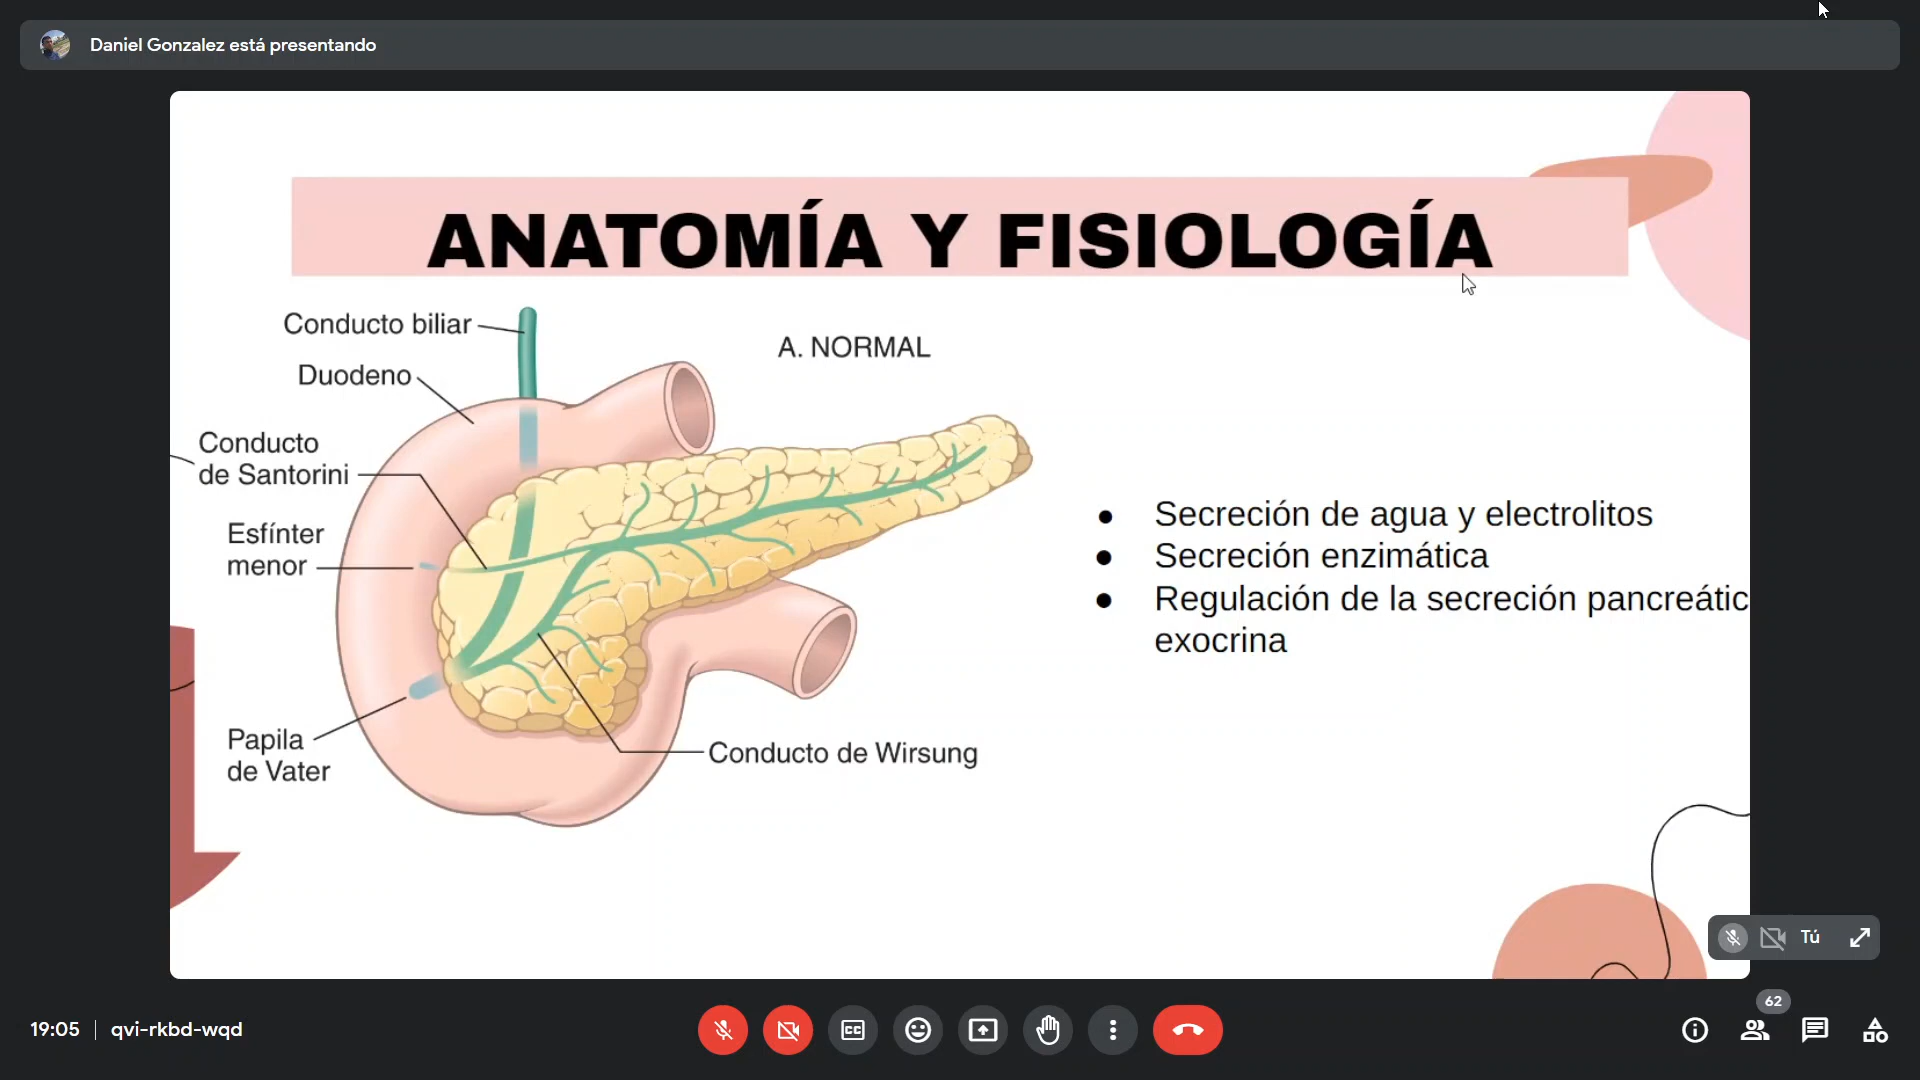 Daniel Gonzalez está presentando
ANATOMÍA Y FISIOLOGÍA
Conducto biliar
A. NORMAL
Duodeno
Conducto
de Santorini
Esfínter
menor
Papila
de Vater
Conducto de Wirsung
● Secreción de agua y electrolitos
● Secreción enzimática
● Regulación de la secreción pancreátic
exocrina
Tú
19:05 | qvi-rkbd-wqd
CC
62